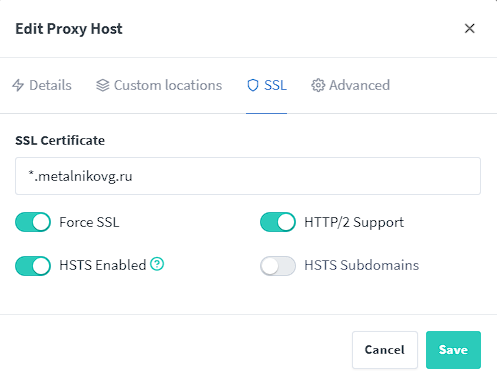 Edit Proxy Host
Details Custom locations SSL Advanced
SSL Certificate
*.metalnikovg.ru
Force SSL HTTP/2 Support
HSTS Enabled ? HSTS Subdomains
Cancel Save